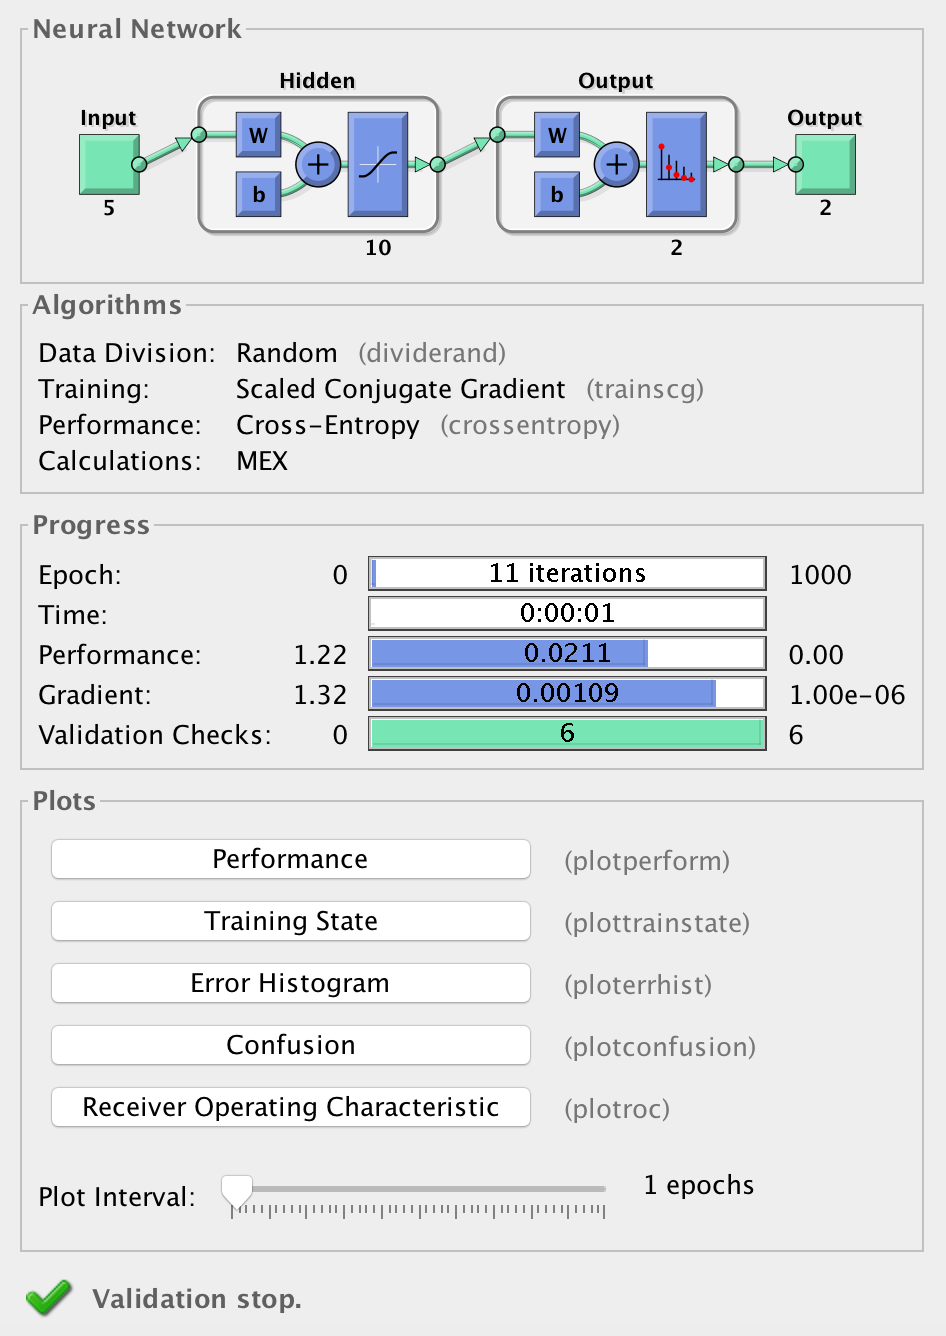 Neural Network
Hidden
Output
Input
W
b
+
W
b
+
Output
5
10
2
2
Algorithms
Data Division: Random (dividerand)
Training: Scaled Conjugate Gradient (trainscg)
Performance: Cross-Entropy (crossentropy)
Calculations: MEX
Progress
Epoch: 0 11 iterations 1000
Time: 0:00:01
Performance: 1.22 0.0211 0.00
Gradient: 1.32 0.00109 1.00e-06
Validation Checks: 0 6 6
Plots
Performance (plotperform)
Training State (plottrainstate)
Error Histogram (ploterrhist)
Confusion (plotconfusion)
Receiver Operating Characteristic (plotroc)
Plot Interval: 1 epochs
Validation stop.